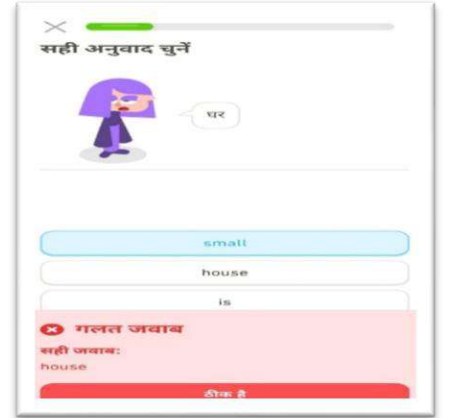 सही अनुवाद चुनें
घर
small
house
is
गलत जवाब
सही जवाब:
house
ठीक है